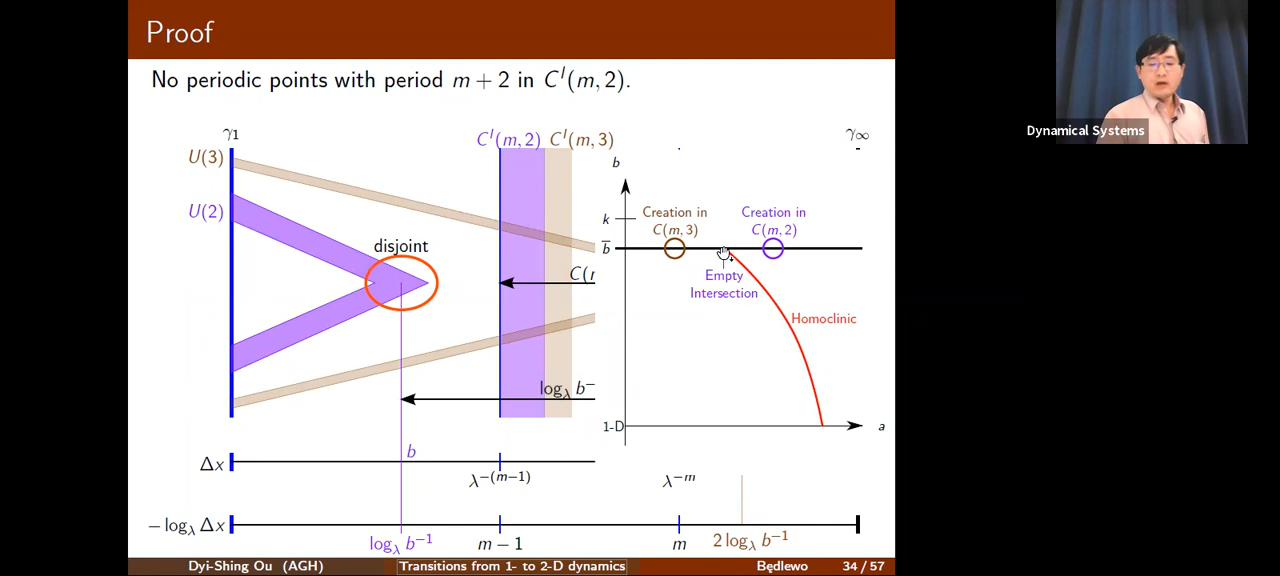 Proof
No periodic points with period m + 2 in C^I(m, 2).
γ1
U(3)
U(2)
disjoint
C^I(m, 2) C^I(m, 3)
γ∞
b
k
b̅
Creation in
C(m, 3)
Creation in
C(m, 2)
Empty
Intersection
Homoclinic
1-D
a
log_λ b^−
Δx
b
λ^−(m−1)
λ^−m
− log_λ Δx
log_λ b^−1
m − 1
m
2 log_λ b^−1
Dyi-Shing Ou (AGH)
Transitions from 1- to 2-D dynamics
Będlewo
34 / 57
Dynamical Systems